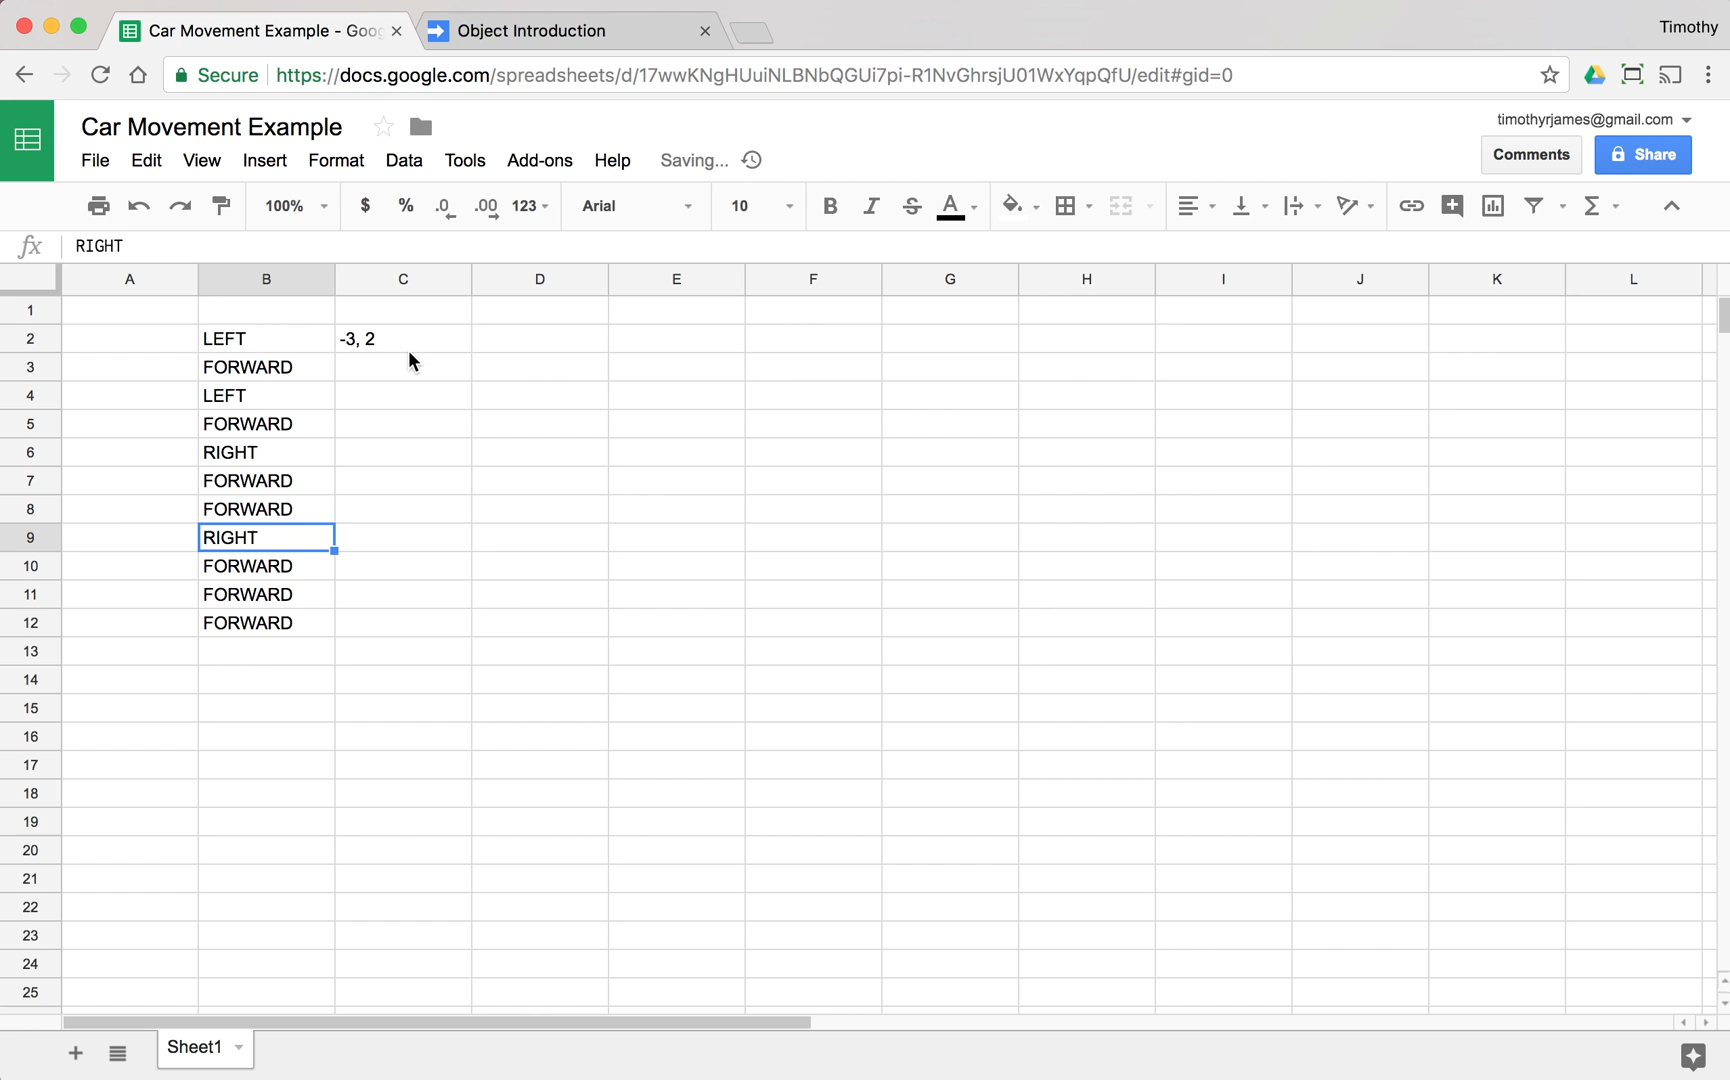 Car Movement Example - Goo
Object Introduction
Timothy
Secure
https://docs.google.com/spreadsheets/d/17wwKNgHUuiNLBNbQGUi7pi-R1NvGhrsjU01WxYqpQfU/edit#gid=0
Car Movement Example
timothyrjames@gmail.com
File Edit View Insert Format Data Tools Add-ons Help Saving...
Comments
Share
100% $ % .0 .00 123 Arial 10 B I S A Σ
fx RIGHT
A B C D E F G H I J K L
1
2 LEFT -3, 2
3 FORWARD
4 LEFT
5 FORWARD
6 RIGHT
7 FORWARD
8 FORWARD
9 RIGHT
10 FORWARD
11 FORWARD
12 FORWARD
13
14
15
16
17
18
19
20
21
22
23
24
25
Sheet1